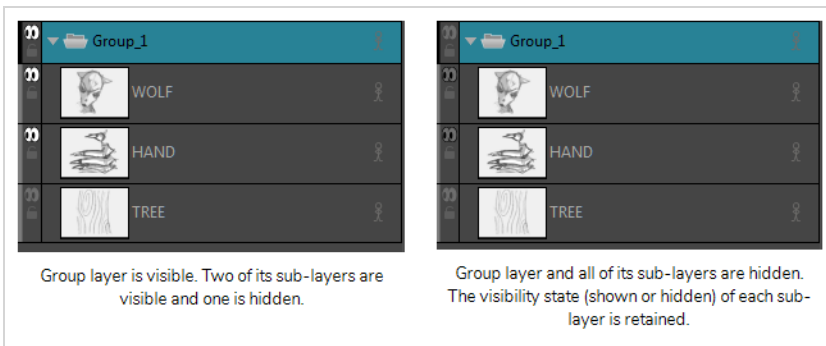 Group_1
WOLF
HAND
TREE
Group layer is visible. Two of its sub-layers are
visible and one is hidden.
Group_1
WOLF
HAND
TREE
Group layer and all of its sub-layers are hidden.
The visibility state (shown or hidden) of each sub-
layer is retained.